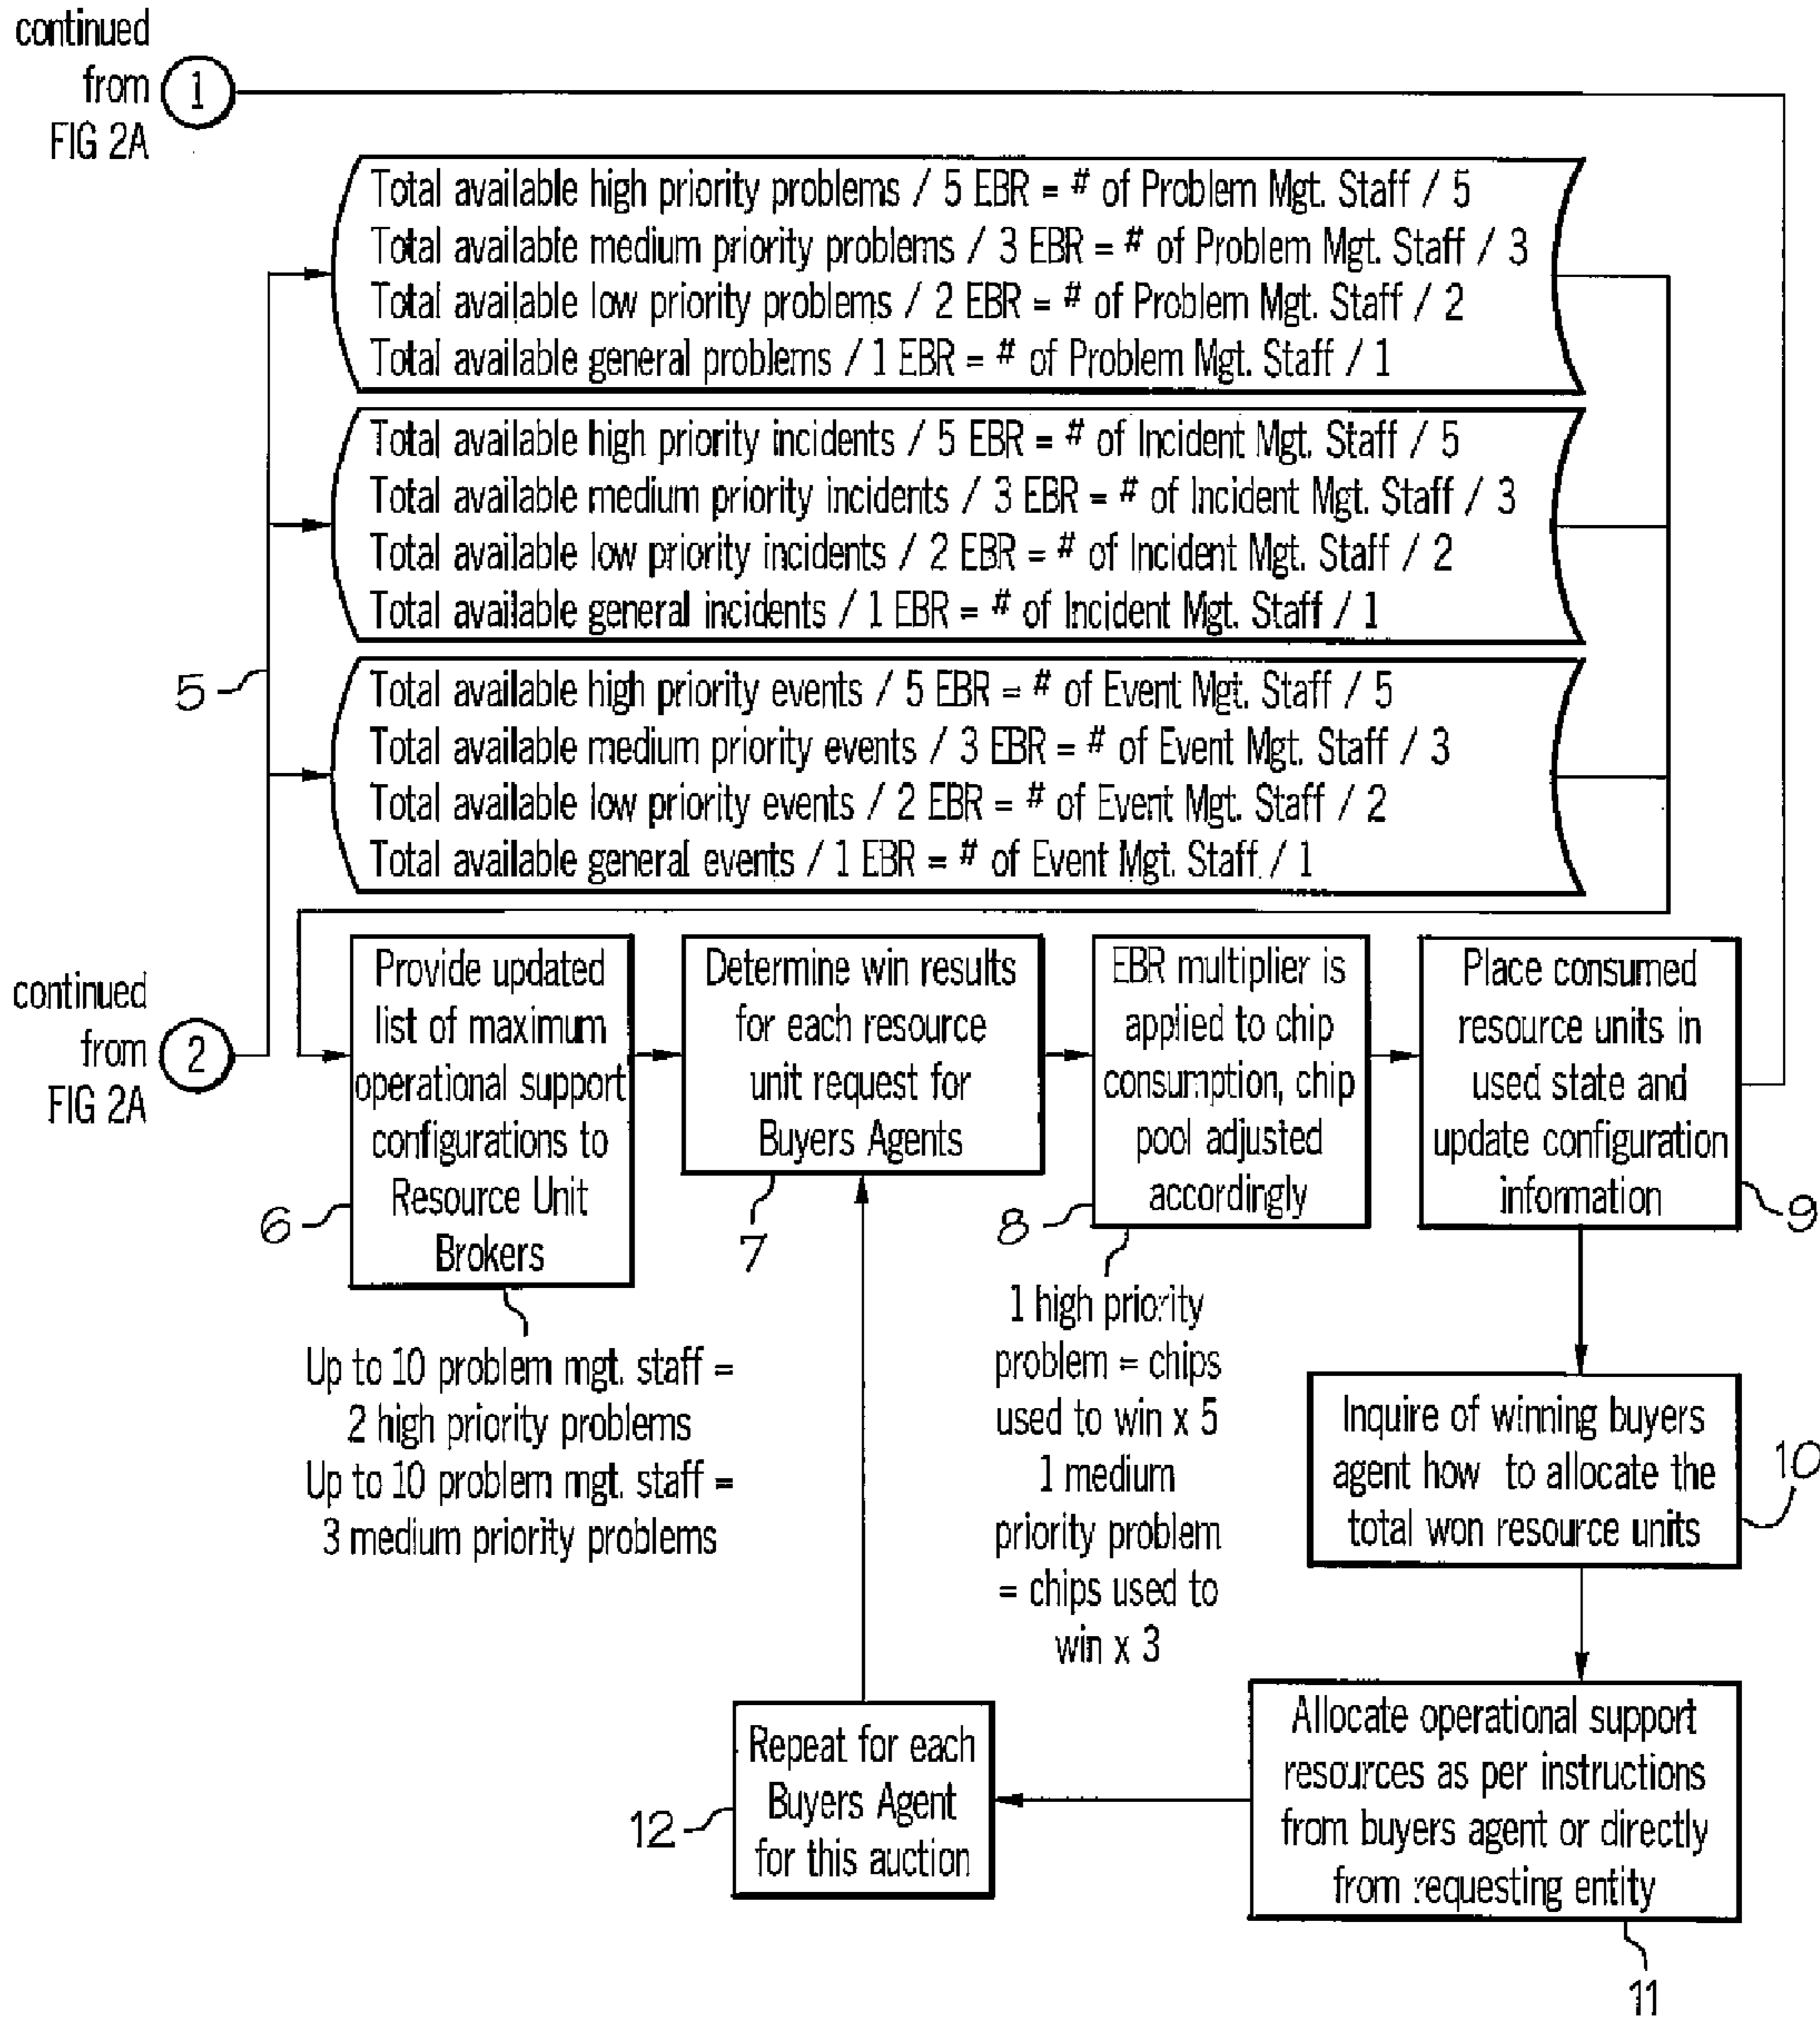 continued
from
FIG 2A
1
Total available high priority problems / 5 EBR = # of Problem Mgt. Staff / 5
Total available medium priority problems / 3 EBR = # of Problem Mgt. Staff / 3
Total available low priority problems / 2 EBR = # of Problem Mgt. Staff / 2
Total available general problems / 1 EBR = # of Problem Mgt. Staff / 1
Total available high priority incidents / 5 EBR = # of Incident Mgt. Staff / 5
Total available medium priority incidents / 3 EBR = # of Incident Mgt. Staff / 3
Total available low priority incidents / 2 EBR = # of Incident Mgt. Staff / 2
Total available general incidents / 1 EBR = # of Incident Mgt. Staff / 1
5
Total available high priority events / 5 EBR = # of Event Mgt. Staff / 5
Total available medium priority events / 3 EBR = # of Event Mgt. Staff / 3
Total available low priority events / 2 EBR = # of Event Mgt. Staff / 2
Total available general events / 1 EBR = # of Event Mgt. Staff / 1
continued
from
FIG 2A
2
Provide updated
list of maximum
operational support
configurations to
Resource Unit
Brokers
6
Up to 10 problem mgt. staff =
2 high priority problems
Up to 10 problem mgt. staff =
3 medium priority problems
Determine win results
for each resource
unit request for
Buyers Agents
7
EBR multiplier is
applied to chip
consumption, chip
pool adjusted
accordingly
8
1 high priority
problem = chips
used to win x 5
1 medium
priority problem
= chips used to
win x 3
Place consumed
resource units in
used state and
update configuration
information
9
Inquire of winning buyers
agent how to allocate the
total won resource units
10
Allocate operational support
resources as per instructions
from buyers agent or directly
from requesting entity
11
Repeat for each
Buyers Agent
for this auction
12